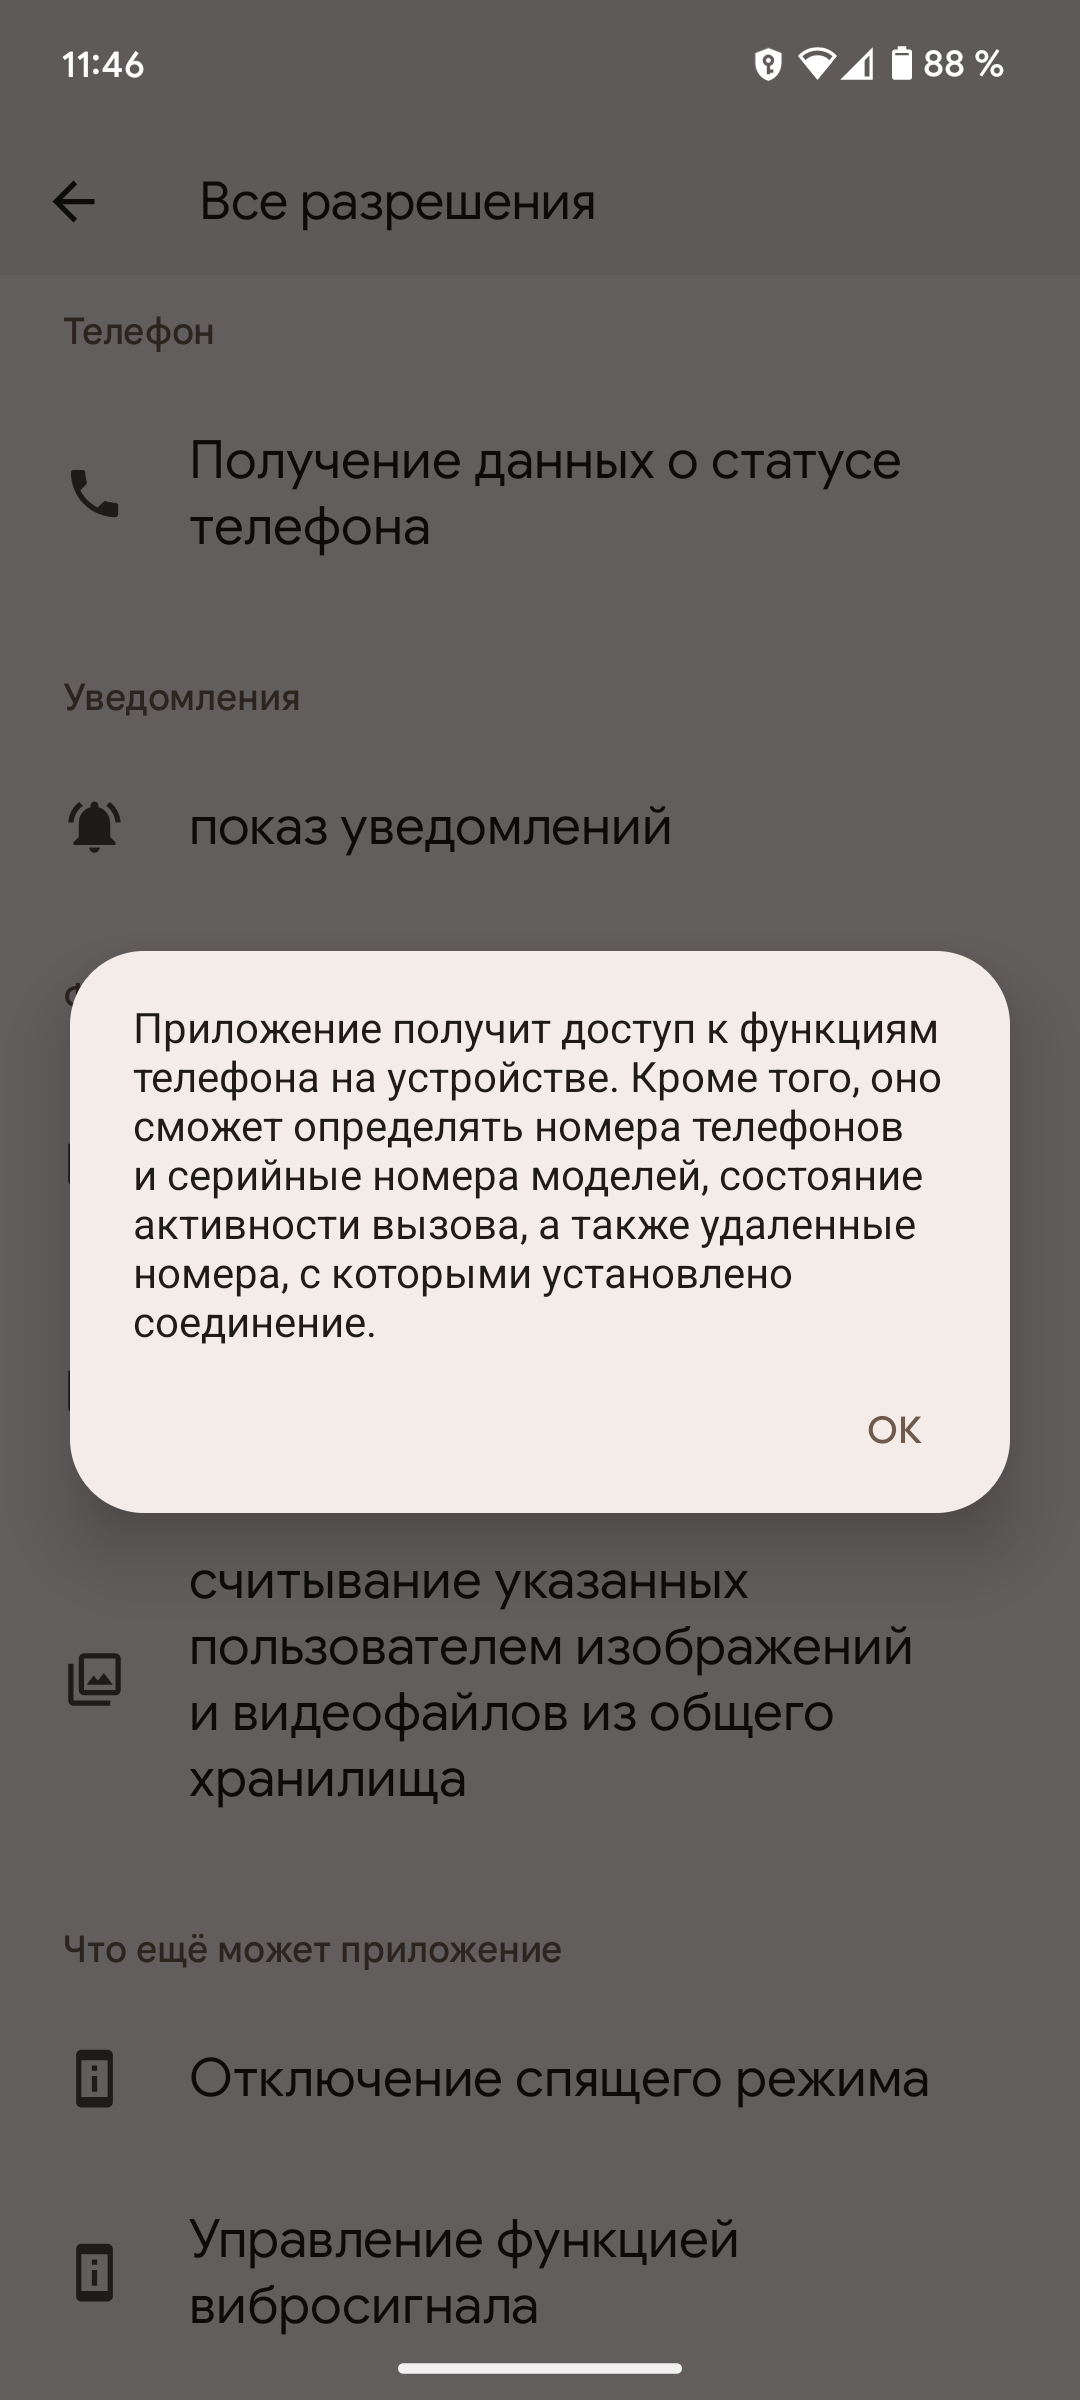 11:46
88 %
Все разрешения
Телефон
Получение данных о статусе
телефона
Уведомления
показ уведомлений
Приложение получит доступ к функциям
телефона на устройстве. Кроме того, оно
сможет определять номера телефонов
и серийные номера моделей, состояние
активности вызова, а также удаленные
номера, с которыми установлено
соединение.
OK
считывание указанных
пользователем изображений
и видеофайлов из общего
хранилища
Что ещё может приложение
Отключение спящего режима
Управление функцией
вибросигнала